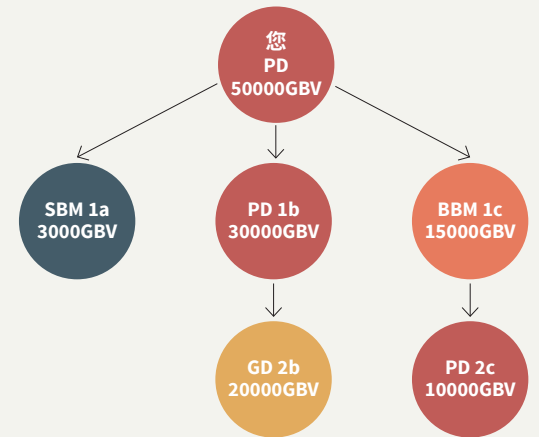 您
PD
50000GBV
SBM 1a
3000GBV
PD 1b
30000GBV
BBM 1c
15000GBV
GD 2b
20000GBV
PD 2c
10000GBV